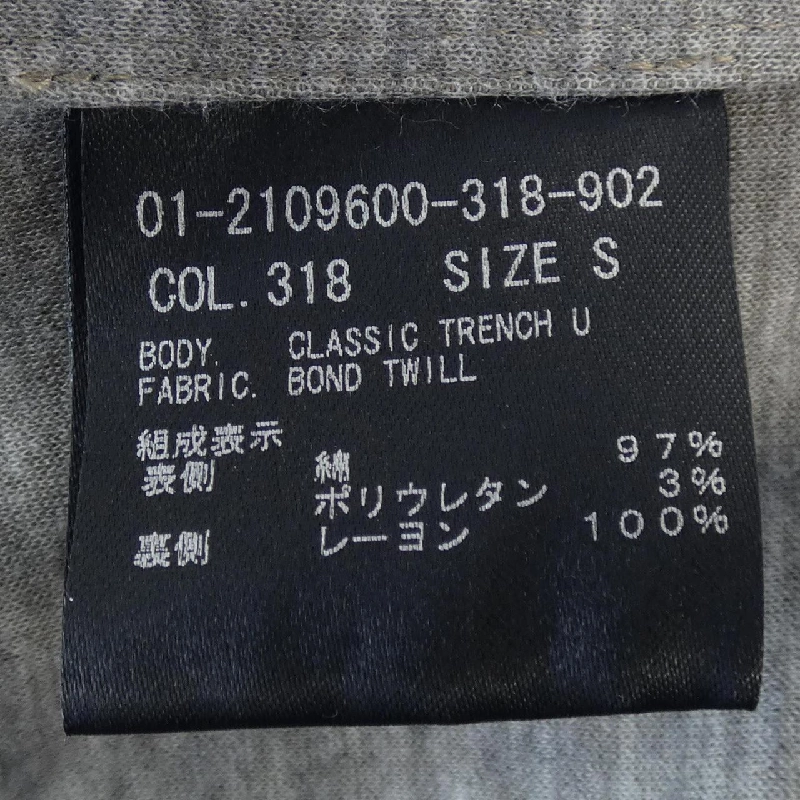 01-2109600-318-902
COL. 318 SIZE S
BODY. CLASSIC TRENCH U
FABRIC. BOND TWILL
組成表示
表側 綿 97%
ポリウレタン 3%
裏側 レーヨン 100%